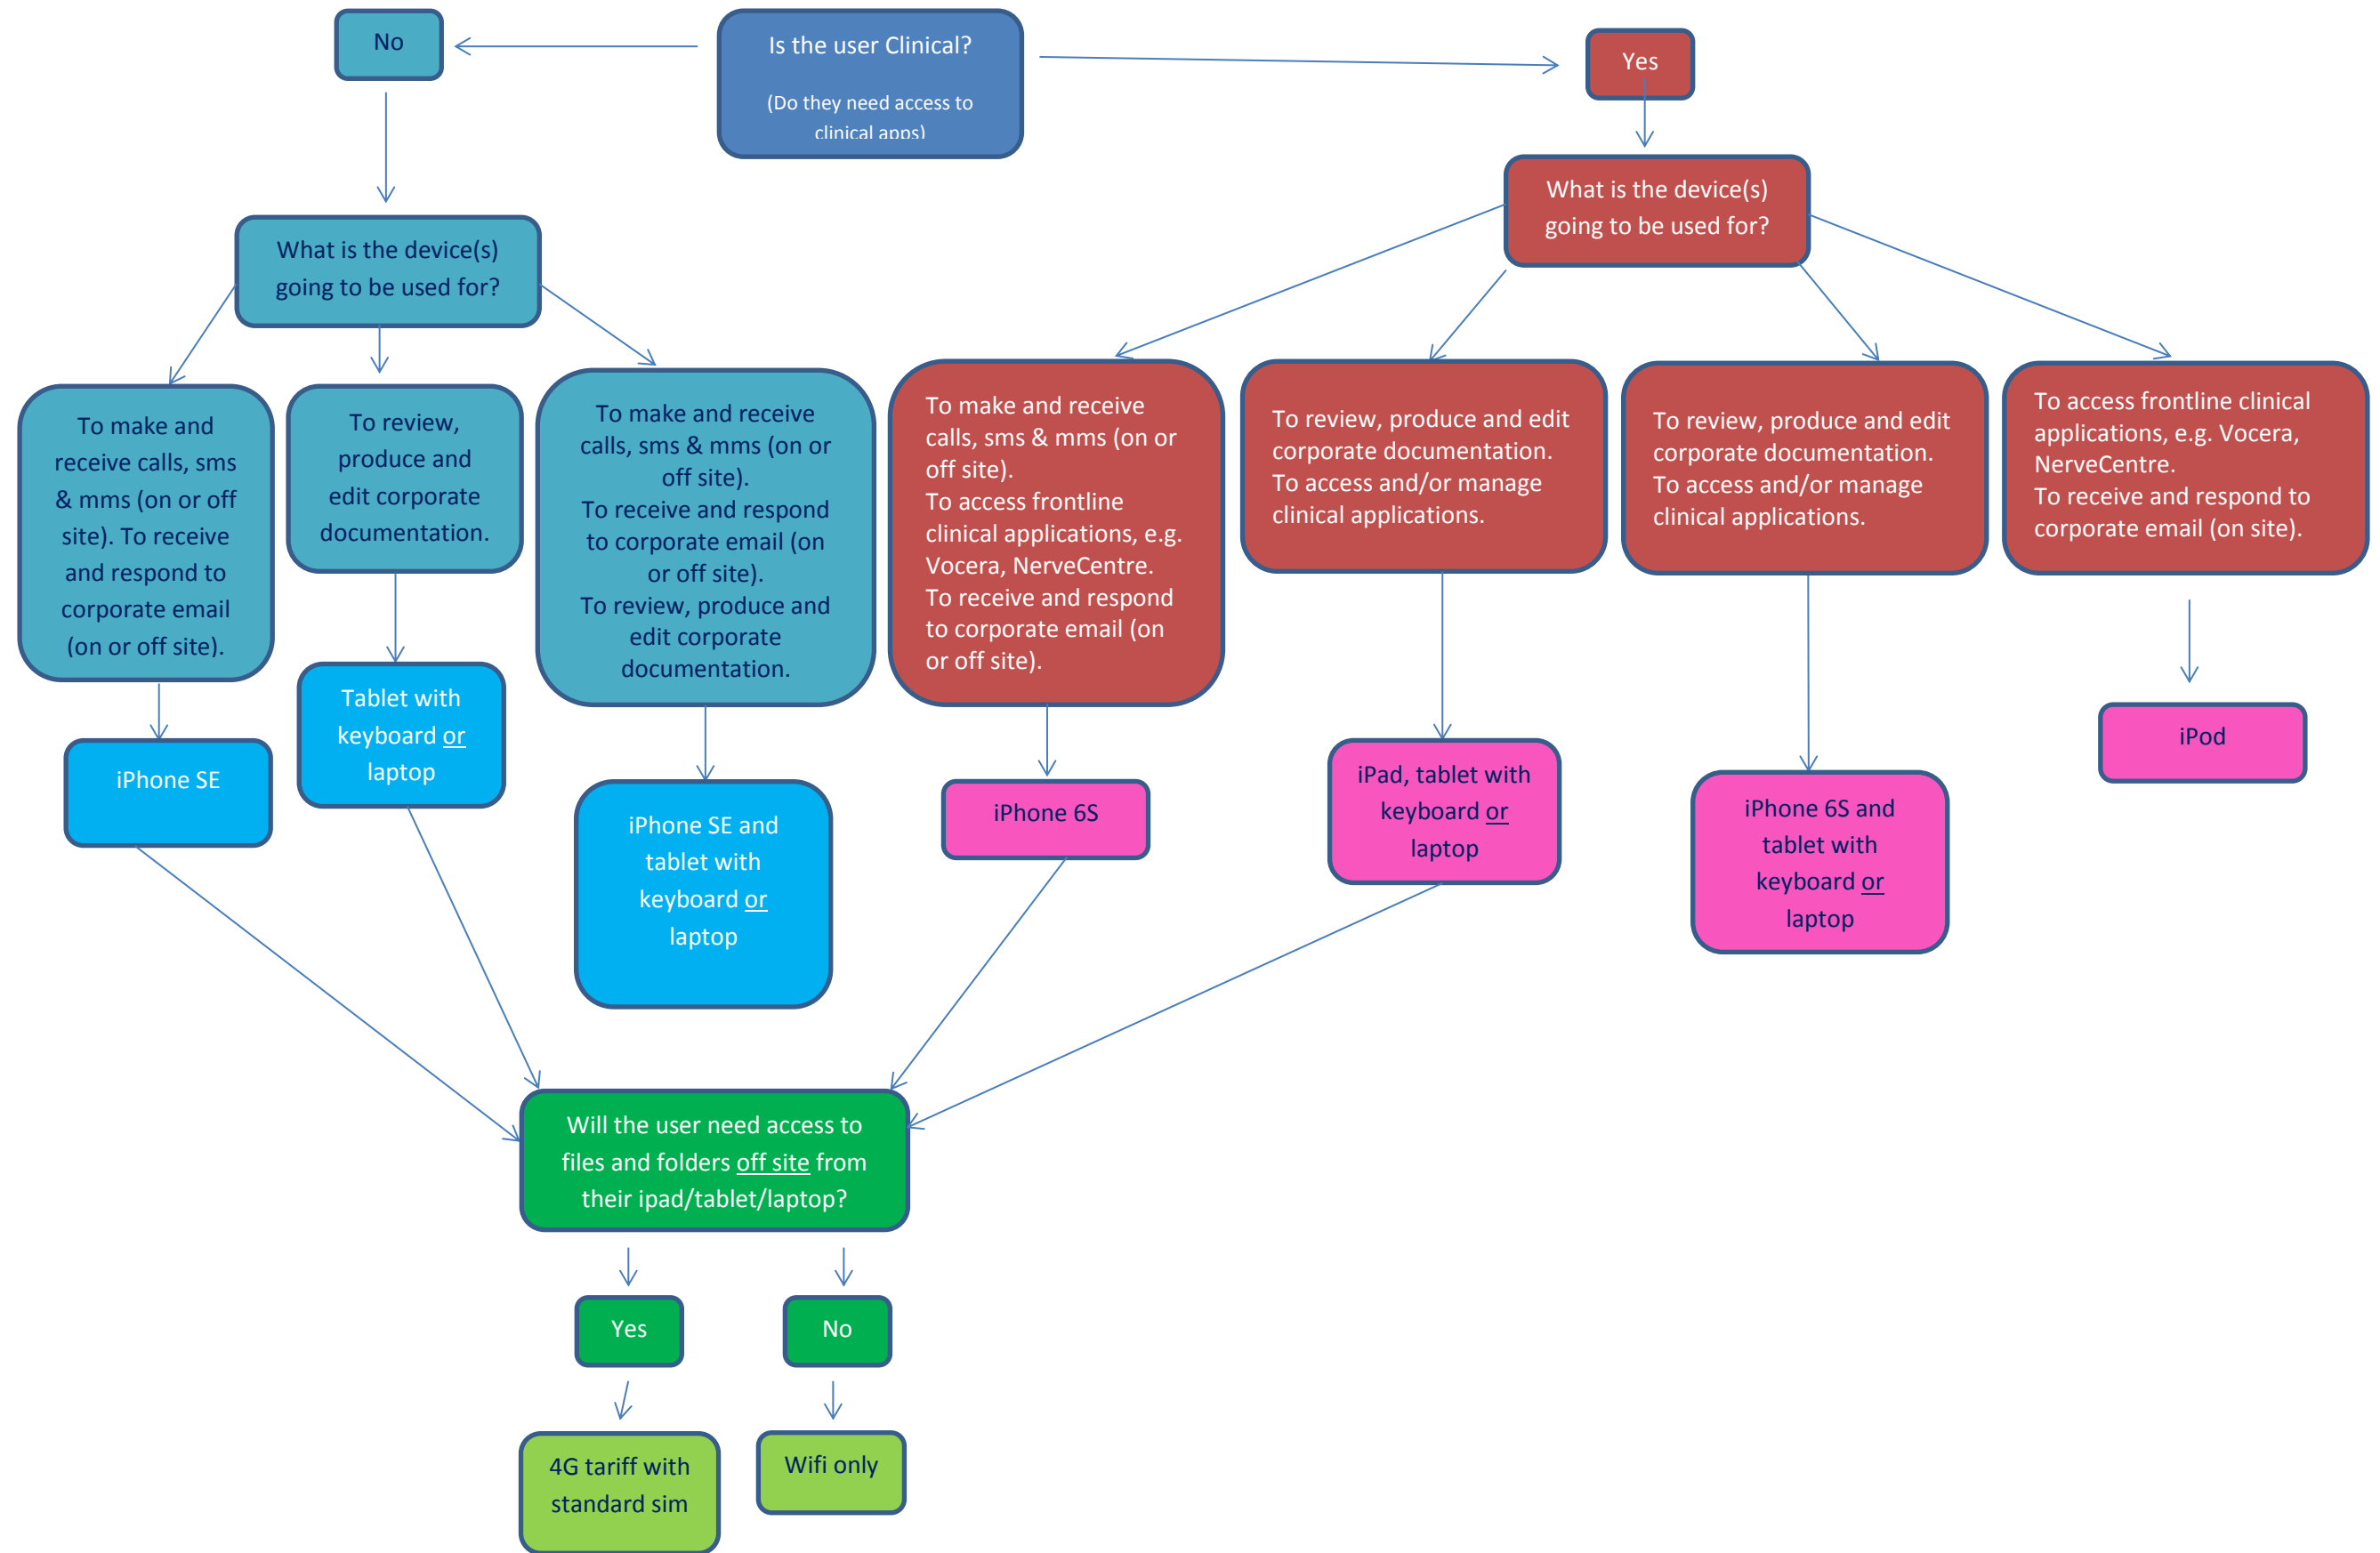 No
Is the user Clinical?
(Do they need access to
clinical apps)
Yes
What is the device(s)
going to be used for?
What is the device(s)
going to be used for?
To make and
receive calls, sms
& mms (on or off
site). To receive
and respond to
corporate email
(on or off site).
To review,
produce and
edit corporate
documentation.
To make and receive
calls, sms & mms (on or
off site).
To receive and respond
to corporate email (on
or off site).
To review, produce and
edit corporate
documentation.
To make and receive
calls, sms & mms (on or
off site).
To access frontline
clinical applications, e.g.
Vocera, NerveCentre.
To receive and respond
to corporate email (on
or off site).
To review, produce and edit
corporate documentation.
To access and/or manage
clinical applications.
To review, produce and edit
corporate documentation.
To access and/or manage
clinical applications.
To access frontline clinical
applications, e.g. Vocera,
NerveCentre.
To receive and respond to
corporate email (on site).
iPhone SE
Tablet with
keyboard or
laptop
iPhone SE and
tablet with
keyboard or
laptop
iPhone 6S
iPad, tablet with
keyboard or
laptop
iPhone 6S and
tablet with
keyboard or
laptop
iPod
Will the user need access to
files and folders off site from
their ipad/tablet/laptop?
Yes
No
4G tariff with
standard sim
Wifi only